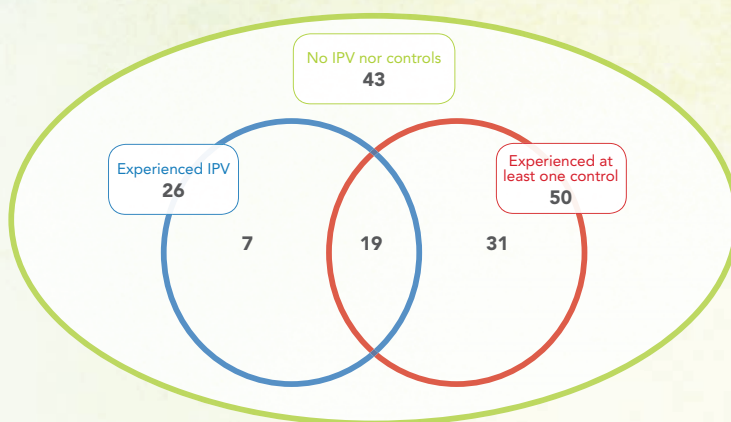 No IPV nor controls
43
Experienced IPV
26
Experienced at
least one control
50
7
19
31